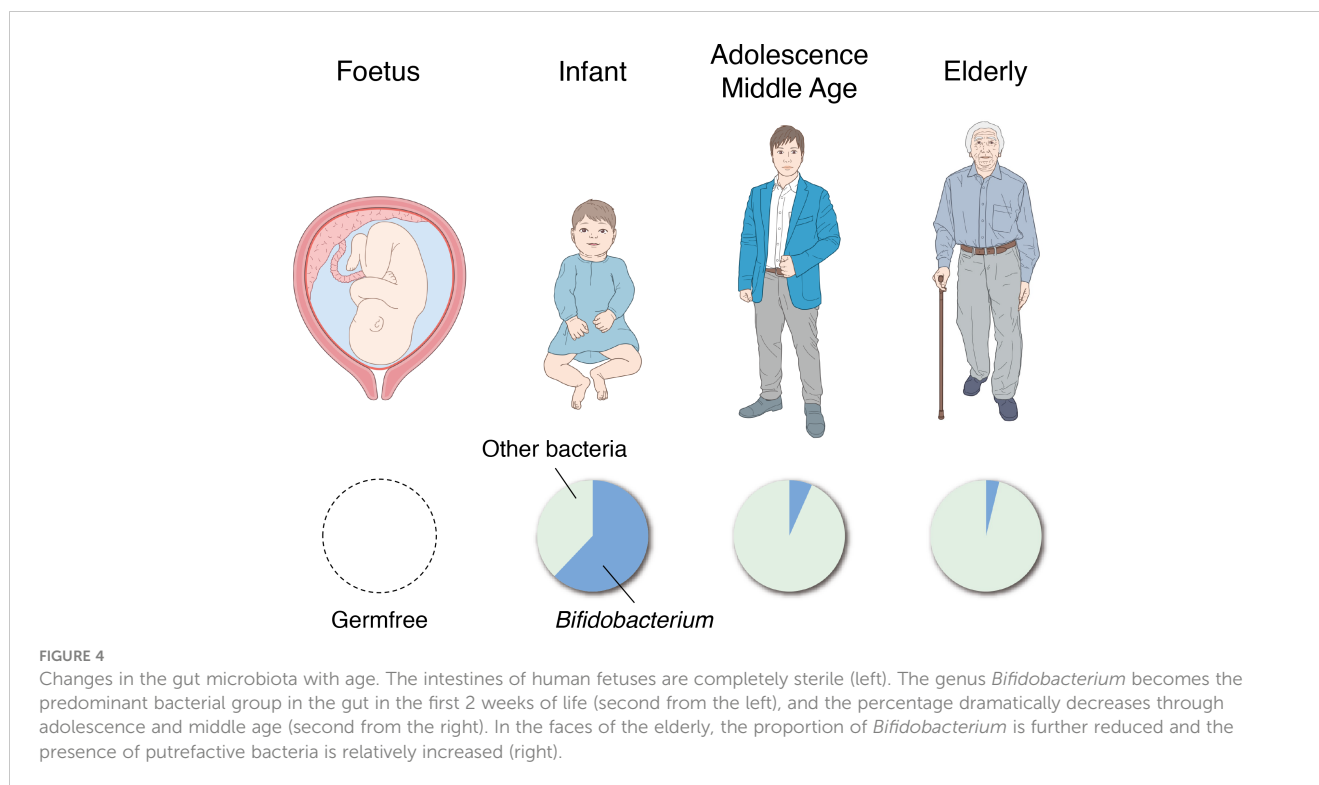 Foetus
Infant
Adolescence
Middle Age
Elderly
Other bacteria
Germfree
Bifidobacterium
FIGURE 4
Changes in the gut microbiota with age. The intestines of human fetuses are completely sterile (left). The genus Bifidobacterium becomes the
predominant bacterial group in the gut in the first 2 weeks of life (second from the left), and the percentage dramatically decreases through
adolescence and middle age (second from the right). In the faces of the elderly, the proportion of Bifidobacterium is further reduced and the
presence of putrefactive bacteria is relatively increased (right).